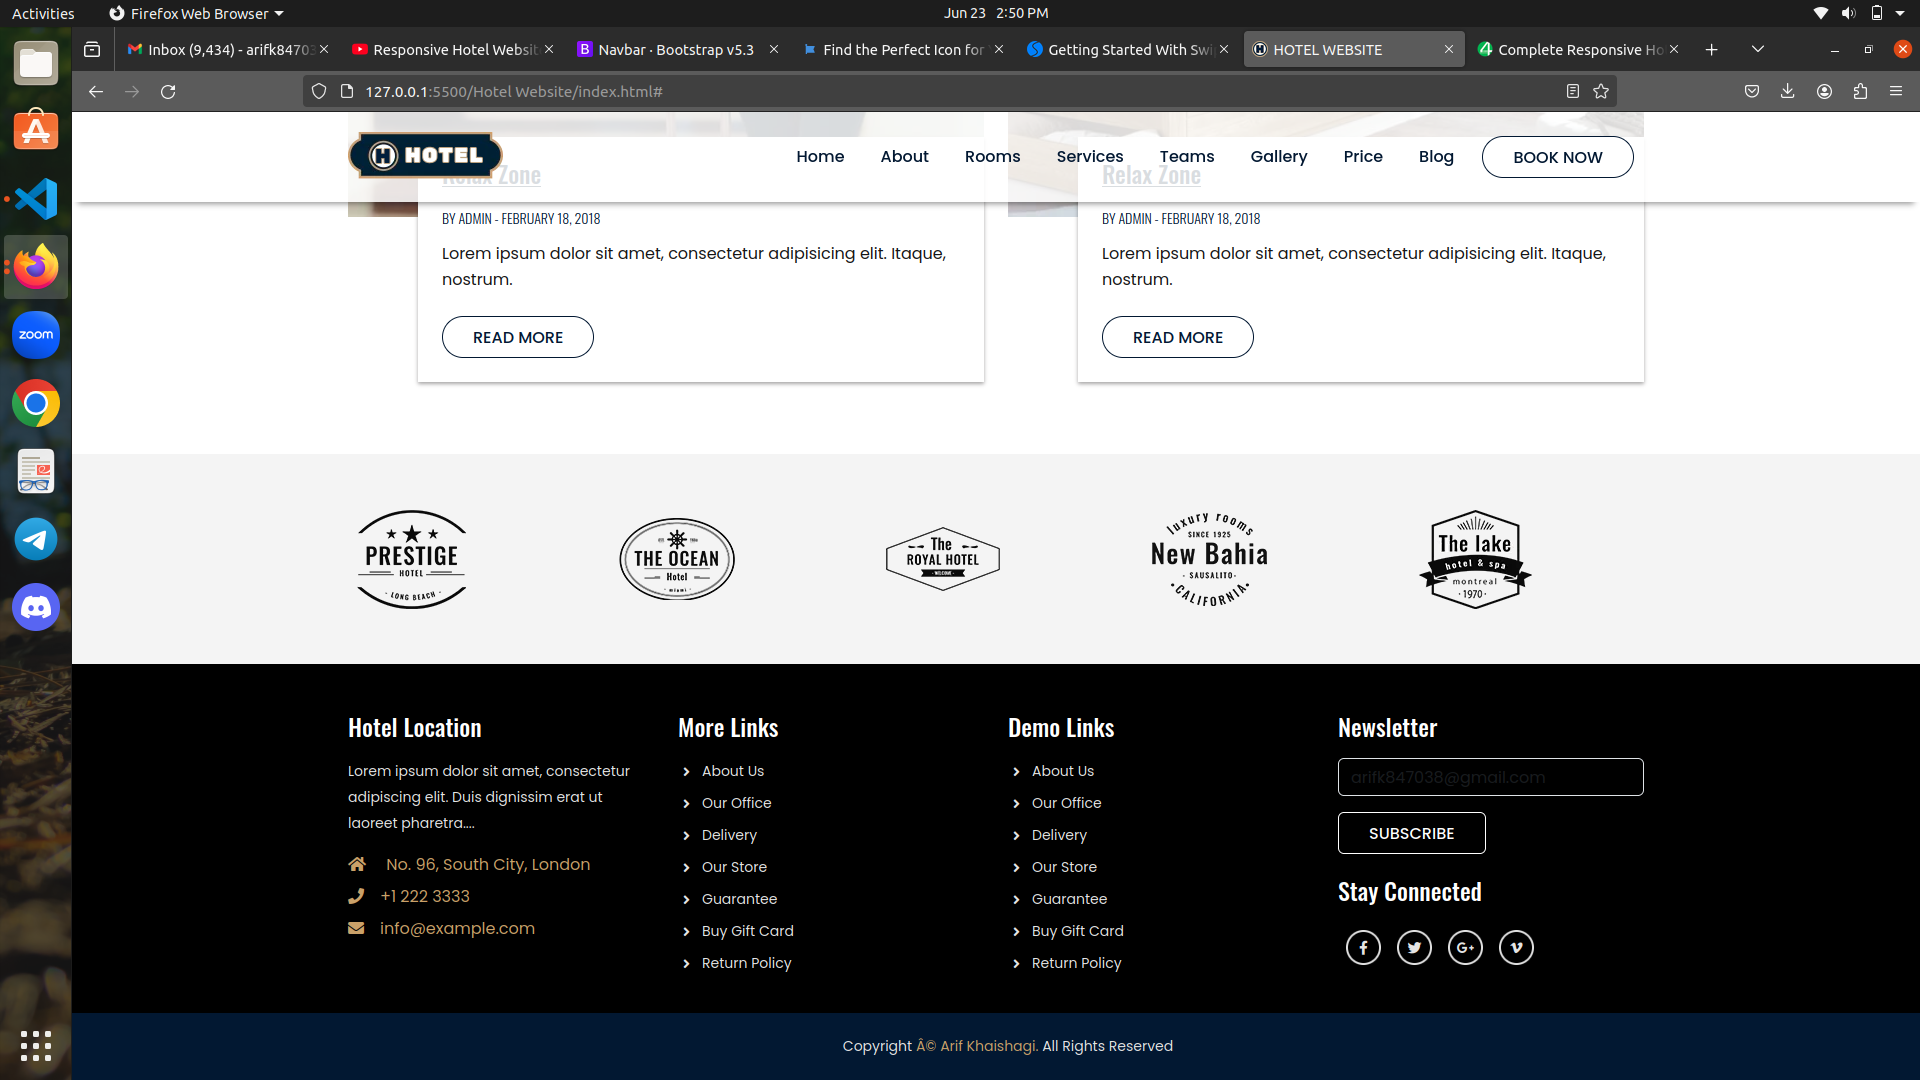 Activities
Firefox Web Browser
Jun 23 2:50 PM
Inbox (9,434) - arifk8470
Responsive Hotel Websit
Navbar · Bootstrap v5.3
Find the Perfect Icon for
Getting Started With Swi
HOTEL WEBSITE
Complete Responsive Ho
127.0.0.1:5500/Hotel Website/index.html#
H HOTEL
Home
About
Rooms
Services
Teams
Gallery
Price
Blog
BOOK NOW
Relax Zone
BY ADMIN - FEBRUARY 18, 2018
Lorem ipsum dolor sit amet, consectetur adipisicing elit. Itaque,
nostrum.
READ MORE
Relax Zone
BY ADMIN - FEBRUARY 18, 2018
Lorem ipsum dolor sit amet, consectetur adipisicing elit. Itaque,
nostrum.
READ MORE
zoom
PRESTIGE
HOTEL
· LONG BEACH ·
THE OCEAN
Hotel
· MIAMI ·
The
ROYAL HOTEL
WELCOME
luxury rooms
SINCE 1925
New Bahia
· SAUSALITO ·
· CALIFORNIA ·
The lake
hotel & spa
montreal
· 1970 ·
Hotel Location
Lorem ipsum dolor sit amet, consectetur
adipiscing elit. Duis dignissim erat ut
laoreet pharetra....
No. 96, South City, London
+1 222 3333
info@example.com
More Links
About Us
Our Office
Delivery
Our Store
Guarantee
Buy Gift Card
Return Policy
Demo Links
About Us
Our Office
Delivery
Our Store
Guarantee
Buy Gift Card
Return Policy
Newsletter
arifk847038@gmail.com
SUBSCRIBE
Stay Connected
Copyright Â© Arif Khaishagi. All Rights Reserved